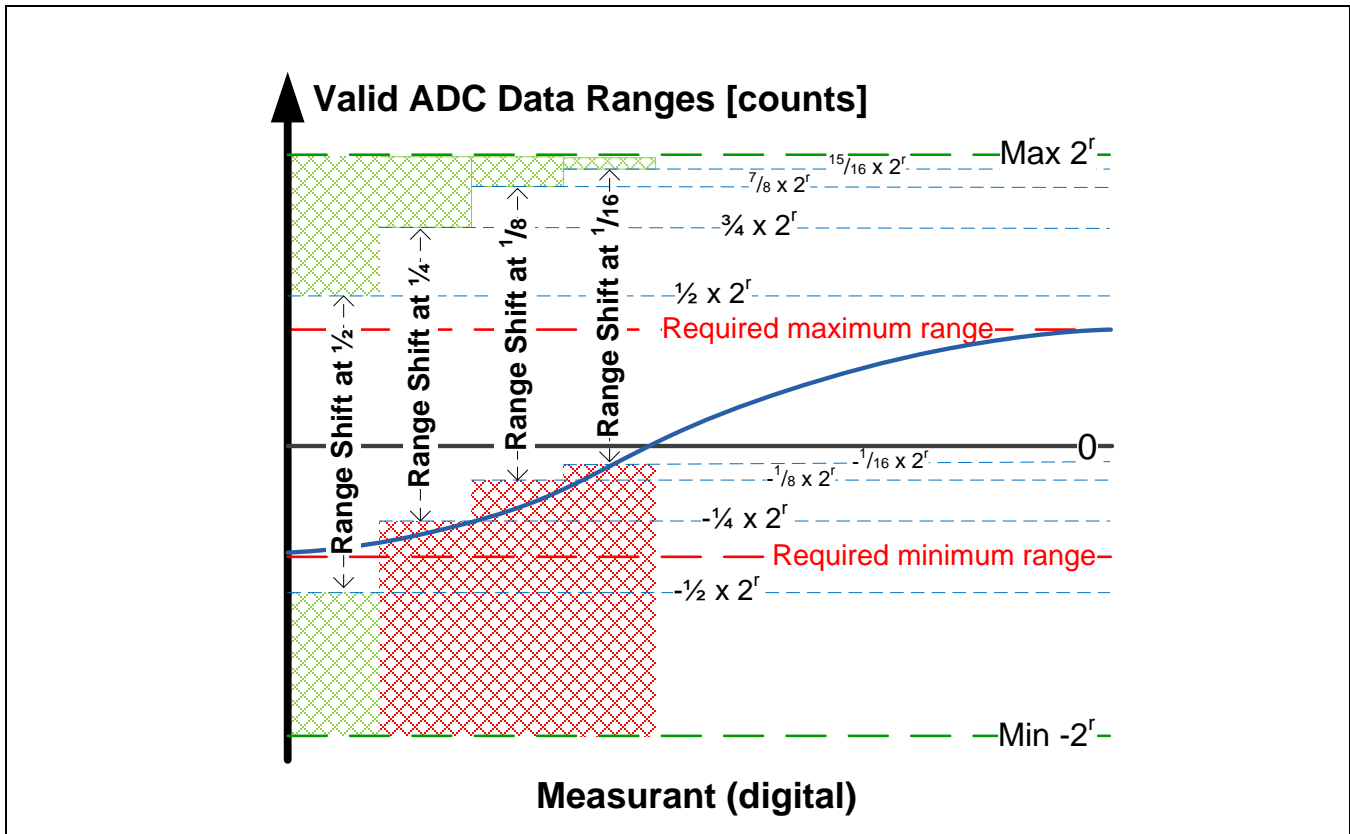 Valid ADC Data Ranges [counts]
Max 2ʳ
¹⁵/₁₆ x 2ʳ
⁷/₈ x 2ʳ
¾ x 2ʳ
½ x 2ʳ
Required maximum range
Range Shift at ½
Range Shift at ¼
Range Shift at ¹/₈
Range Shift at ¹/₁₆
0
-¹/₁₆ x 2ʳ
-¹/₈ x 2ʳ
-¼ x 2ʳ
Required minimum range
-½ x 2ʳ
Min -2ʳ
Measurant (digital)